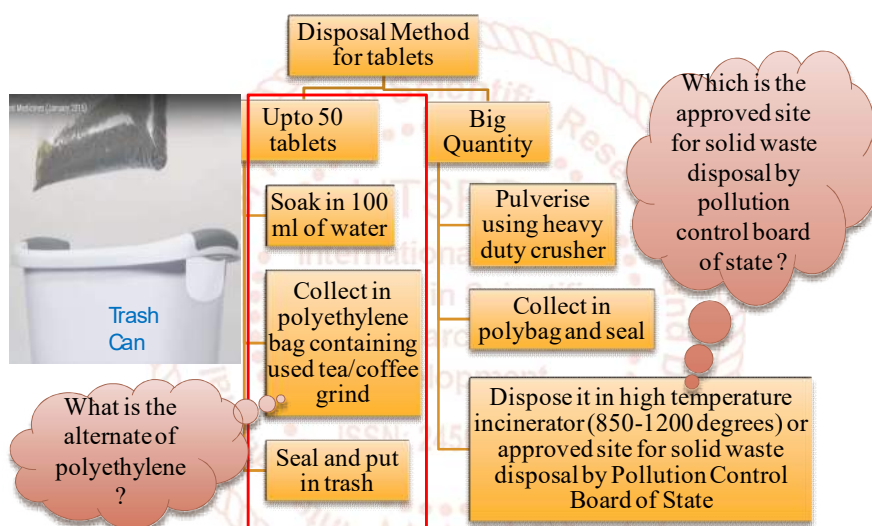 Disposal Method
for tablets
Upto 50
tablets
Soak in 100
ml of water
Collect in
polyethylene
bag containing
used tea/coffee
grind
Seal and put
in trash
Big
Quantity
Pulverise
using heavy
duty crusher
Collect in
polybag and seal
Dispose it in high temperature
incinerator (850-1200 degrees) or
approved site for solid waste
disposal by Pollution Control
Board of State
Which is the
approved site
for solid waste
disposal by
pollution
control board
of state ?
What is the
alternate of
polyethylene
?
Trash
Can